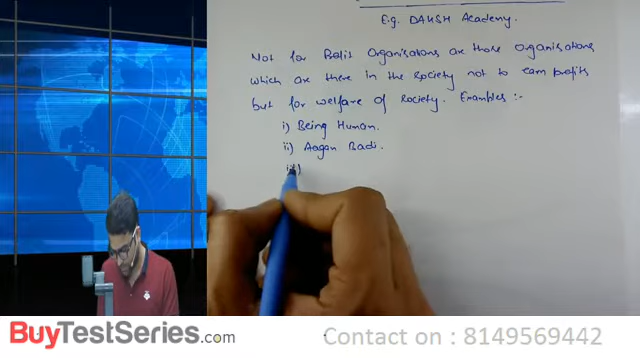 E.g. DAKSH Academy.
Not for Profit Organisations are those Organisations
which are there in the society not to earn profits
but for welfare of society. Examples :-
i) Being Human.
ii) Aagan Badi.
iii)
BuyTestSeries.com
Contact on : 8149569442